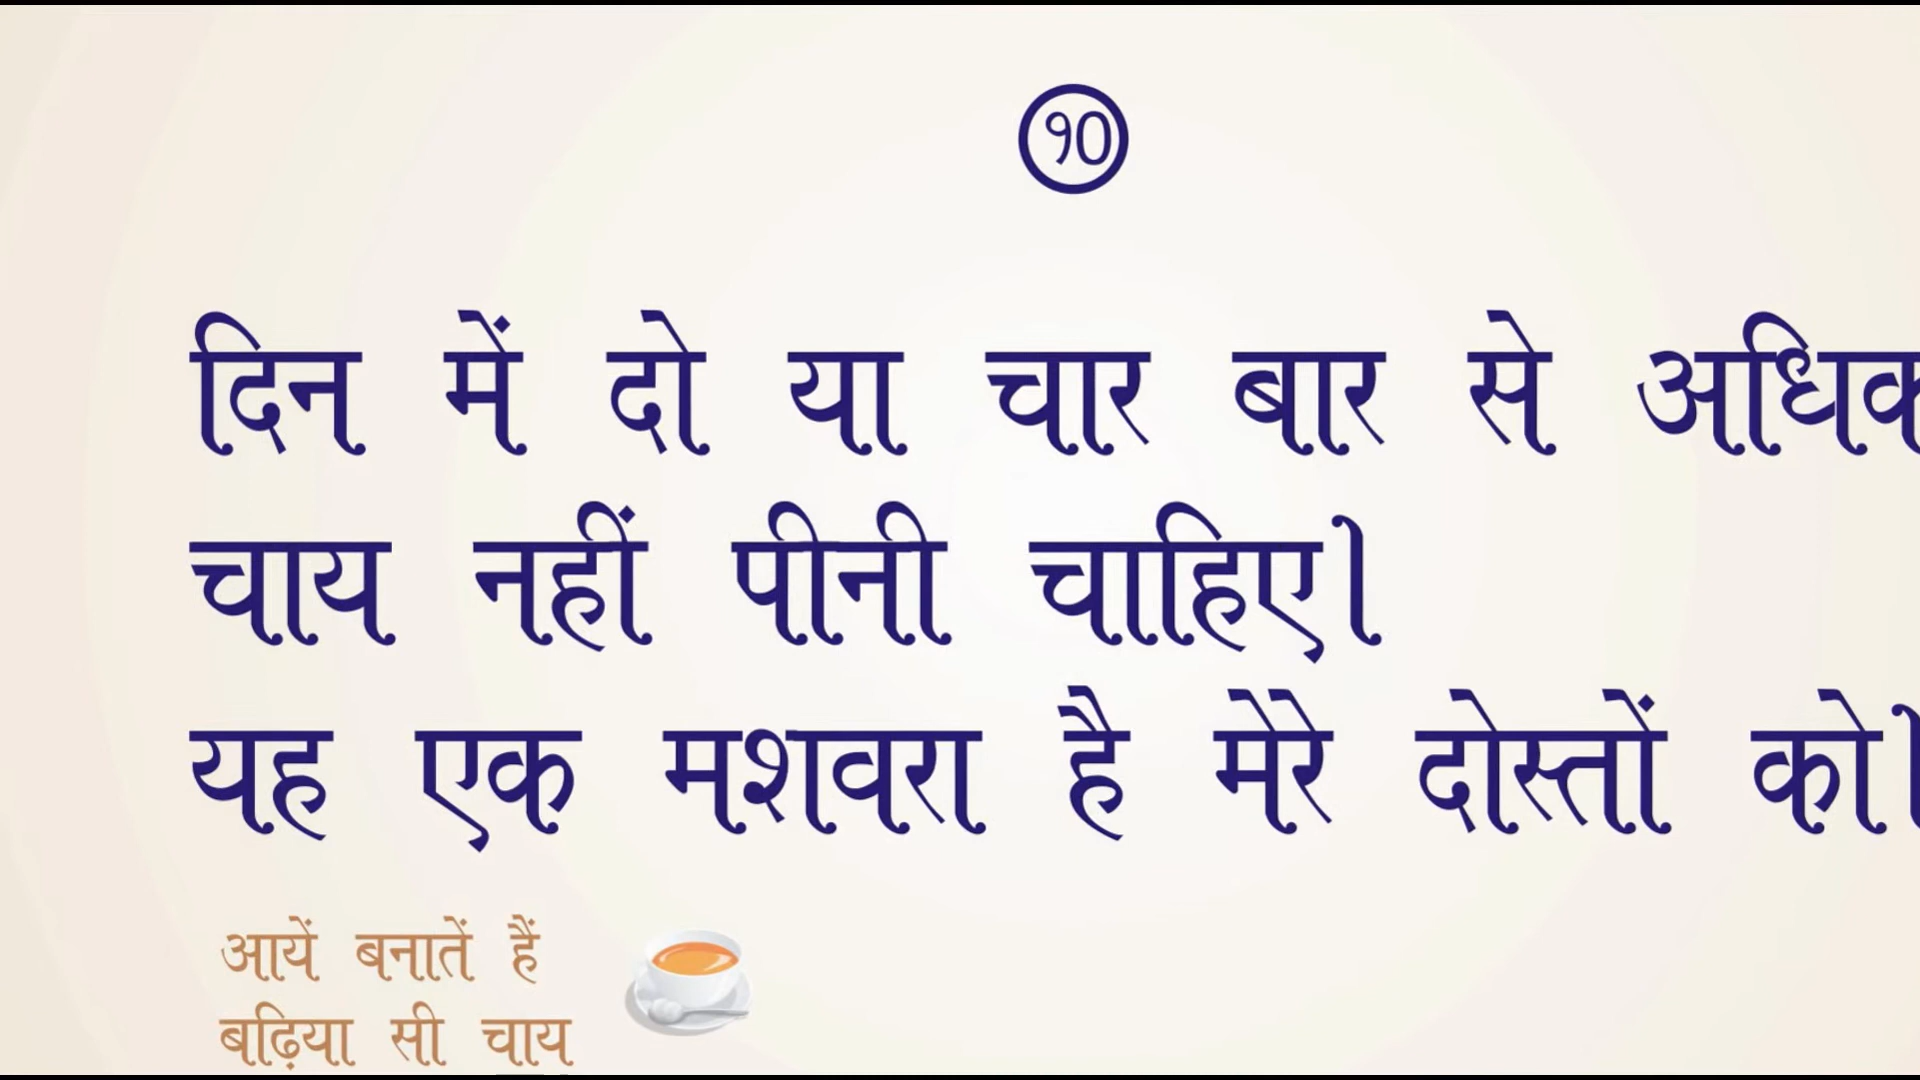 १०
दिन में दो या चार बार से अधिक
चाय नहीं पीनी चाहिए।
यह एक मशवरा है मेरे दोस्तों को।
आयें बनातें हैं
बढ़िया सी चाय